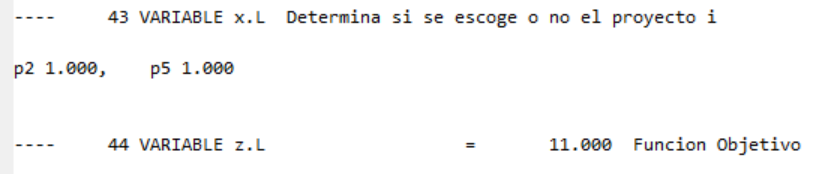 ---- 43 VARIABLE x.L Determina si se escoge o no el proyecto i
p2 1.000, p5 1.000
---- 44 VARIABLE z.L = 11.000 Funcion Objetivo